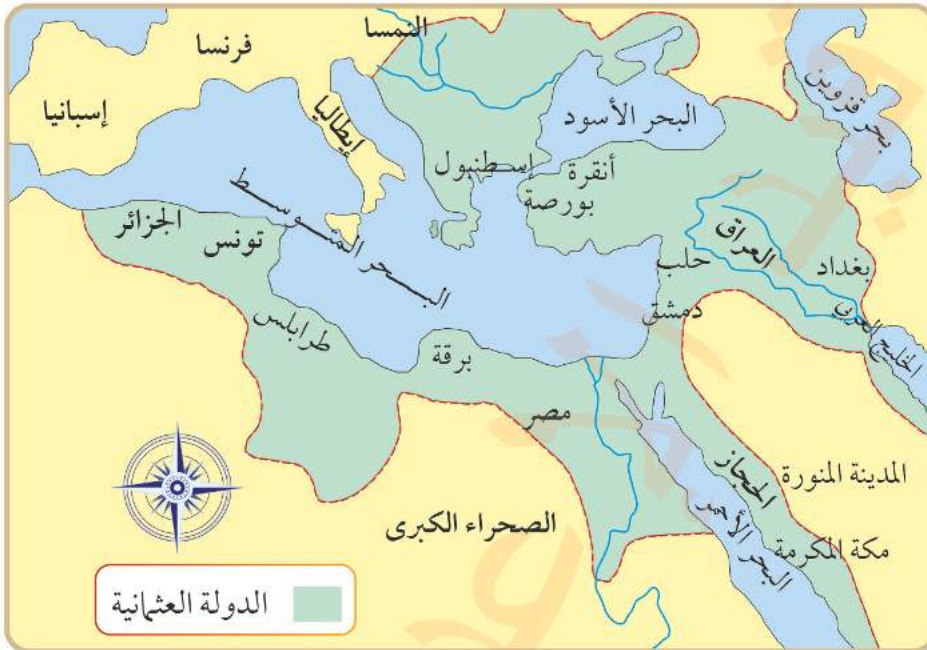 النمسا
فرنسا
إسبانيا
إيطاليا
البحر الأسود
بحر قزوين
إسطنبول
أنقرة
بورصة
البحر المتوسط
الجزائر
تونس
طرابلس
برقة
مصر
حلب
دمشق
العراق
بغداد
الخليج العربي
الحجاز
المدينة المنورة
مكة المكرمة
البحر الأحمر
الصحراء الكبرى
الدولة العثمانية